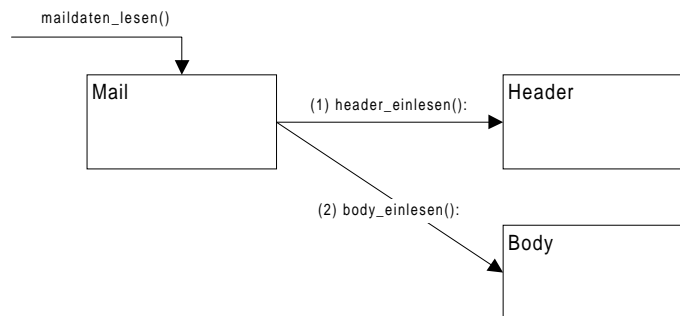 maildaten_lesen()
Mail
(1) header_einlesen():
Header
(2) body_einlesen():
Body